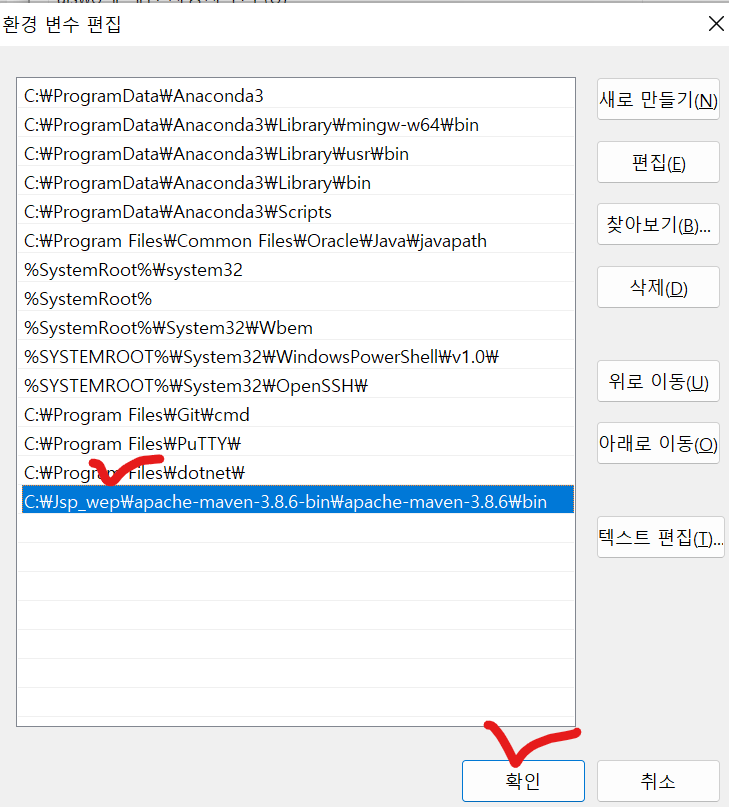 환경 변수 편집
C:₩ProgramData₩Anaconda3
C:₩ProgramData₩Anaconda3₩Library₩mingw-w64₩bin
C:₩ProgramData₩Anaconda3₩Library₩usr₩bin
C:₩ProgramData₩Anaconda3₩Library₩bin
C:₩ProgramData₩Anaconda3₩Scripts
C:₩Program Files₩Common Files₩Oracle₩Java₩javapath
%SystemRoot%₩system32
%SystemRoot%
%SystemRoot%₩System32₩Wbem
%SYSTEMROOT%₩System32₩WindowsPowerShell₩v1.0₩
%SYSTEMROOT%₩System32₩OpenSSH₩
C:₩Program Files₩Git₩cmd
C:₩Program Files₩PuTTY₩
C:₩Program Files₩dotnet₩
C:₩Jsp_wep₩apache-maven-3.8.6-bin₩apache-maven-3.8.6₩bin
새로 만들기(N)
편집(E)
찾아보기(B)...
삭제(D)
위로 이동(U)
아래로 이동(O)
텍스트 편집(T)...
확인
취소